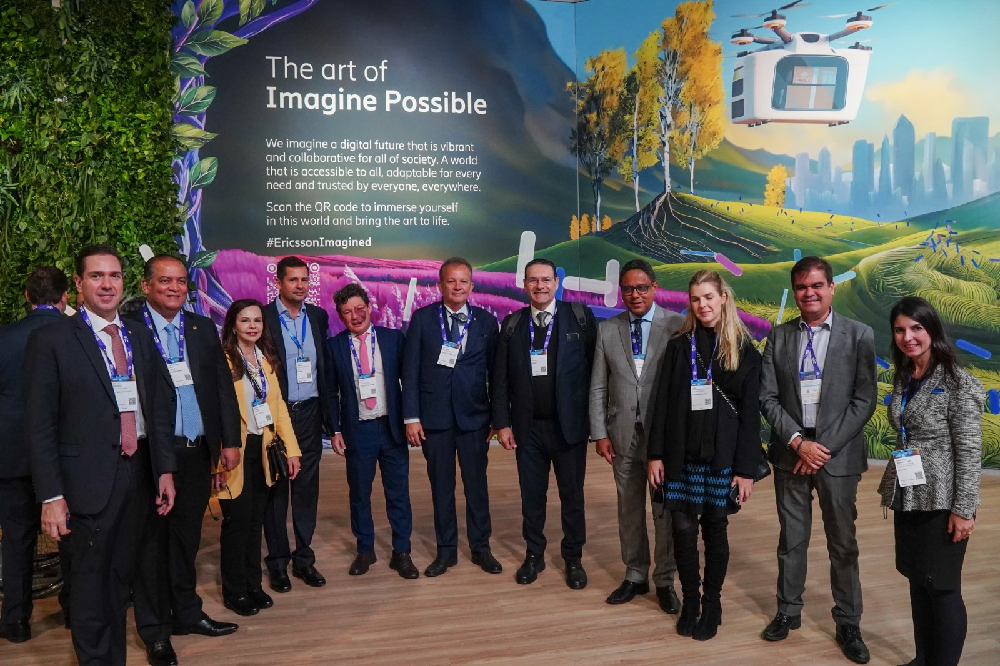 The art of
Imagine Possible
We imagine a digital future that is vibrant
and collaborative for all of society. A world
that is accessible to all, adaptable for every
need and trusted by everyone, everywhere.
Scan the QR code to immerse yourself
in this world and bring the art to life.
#EricssonImagined